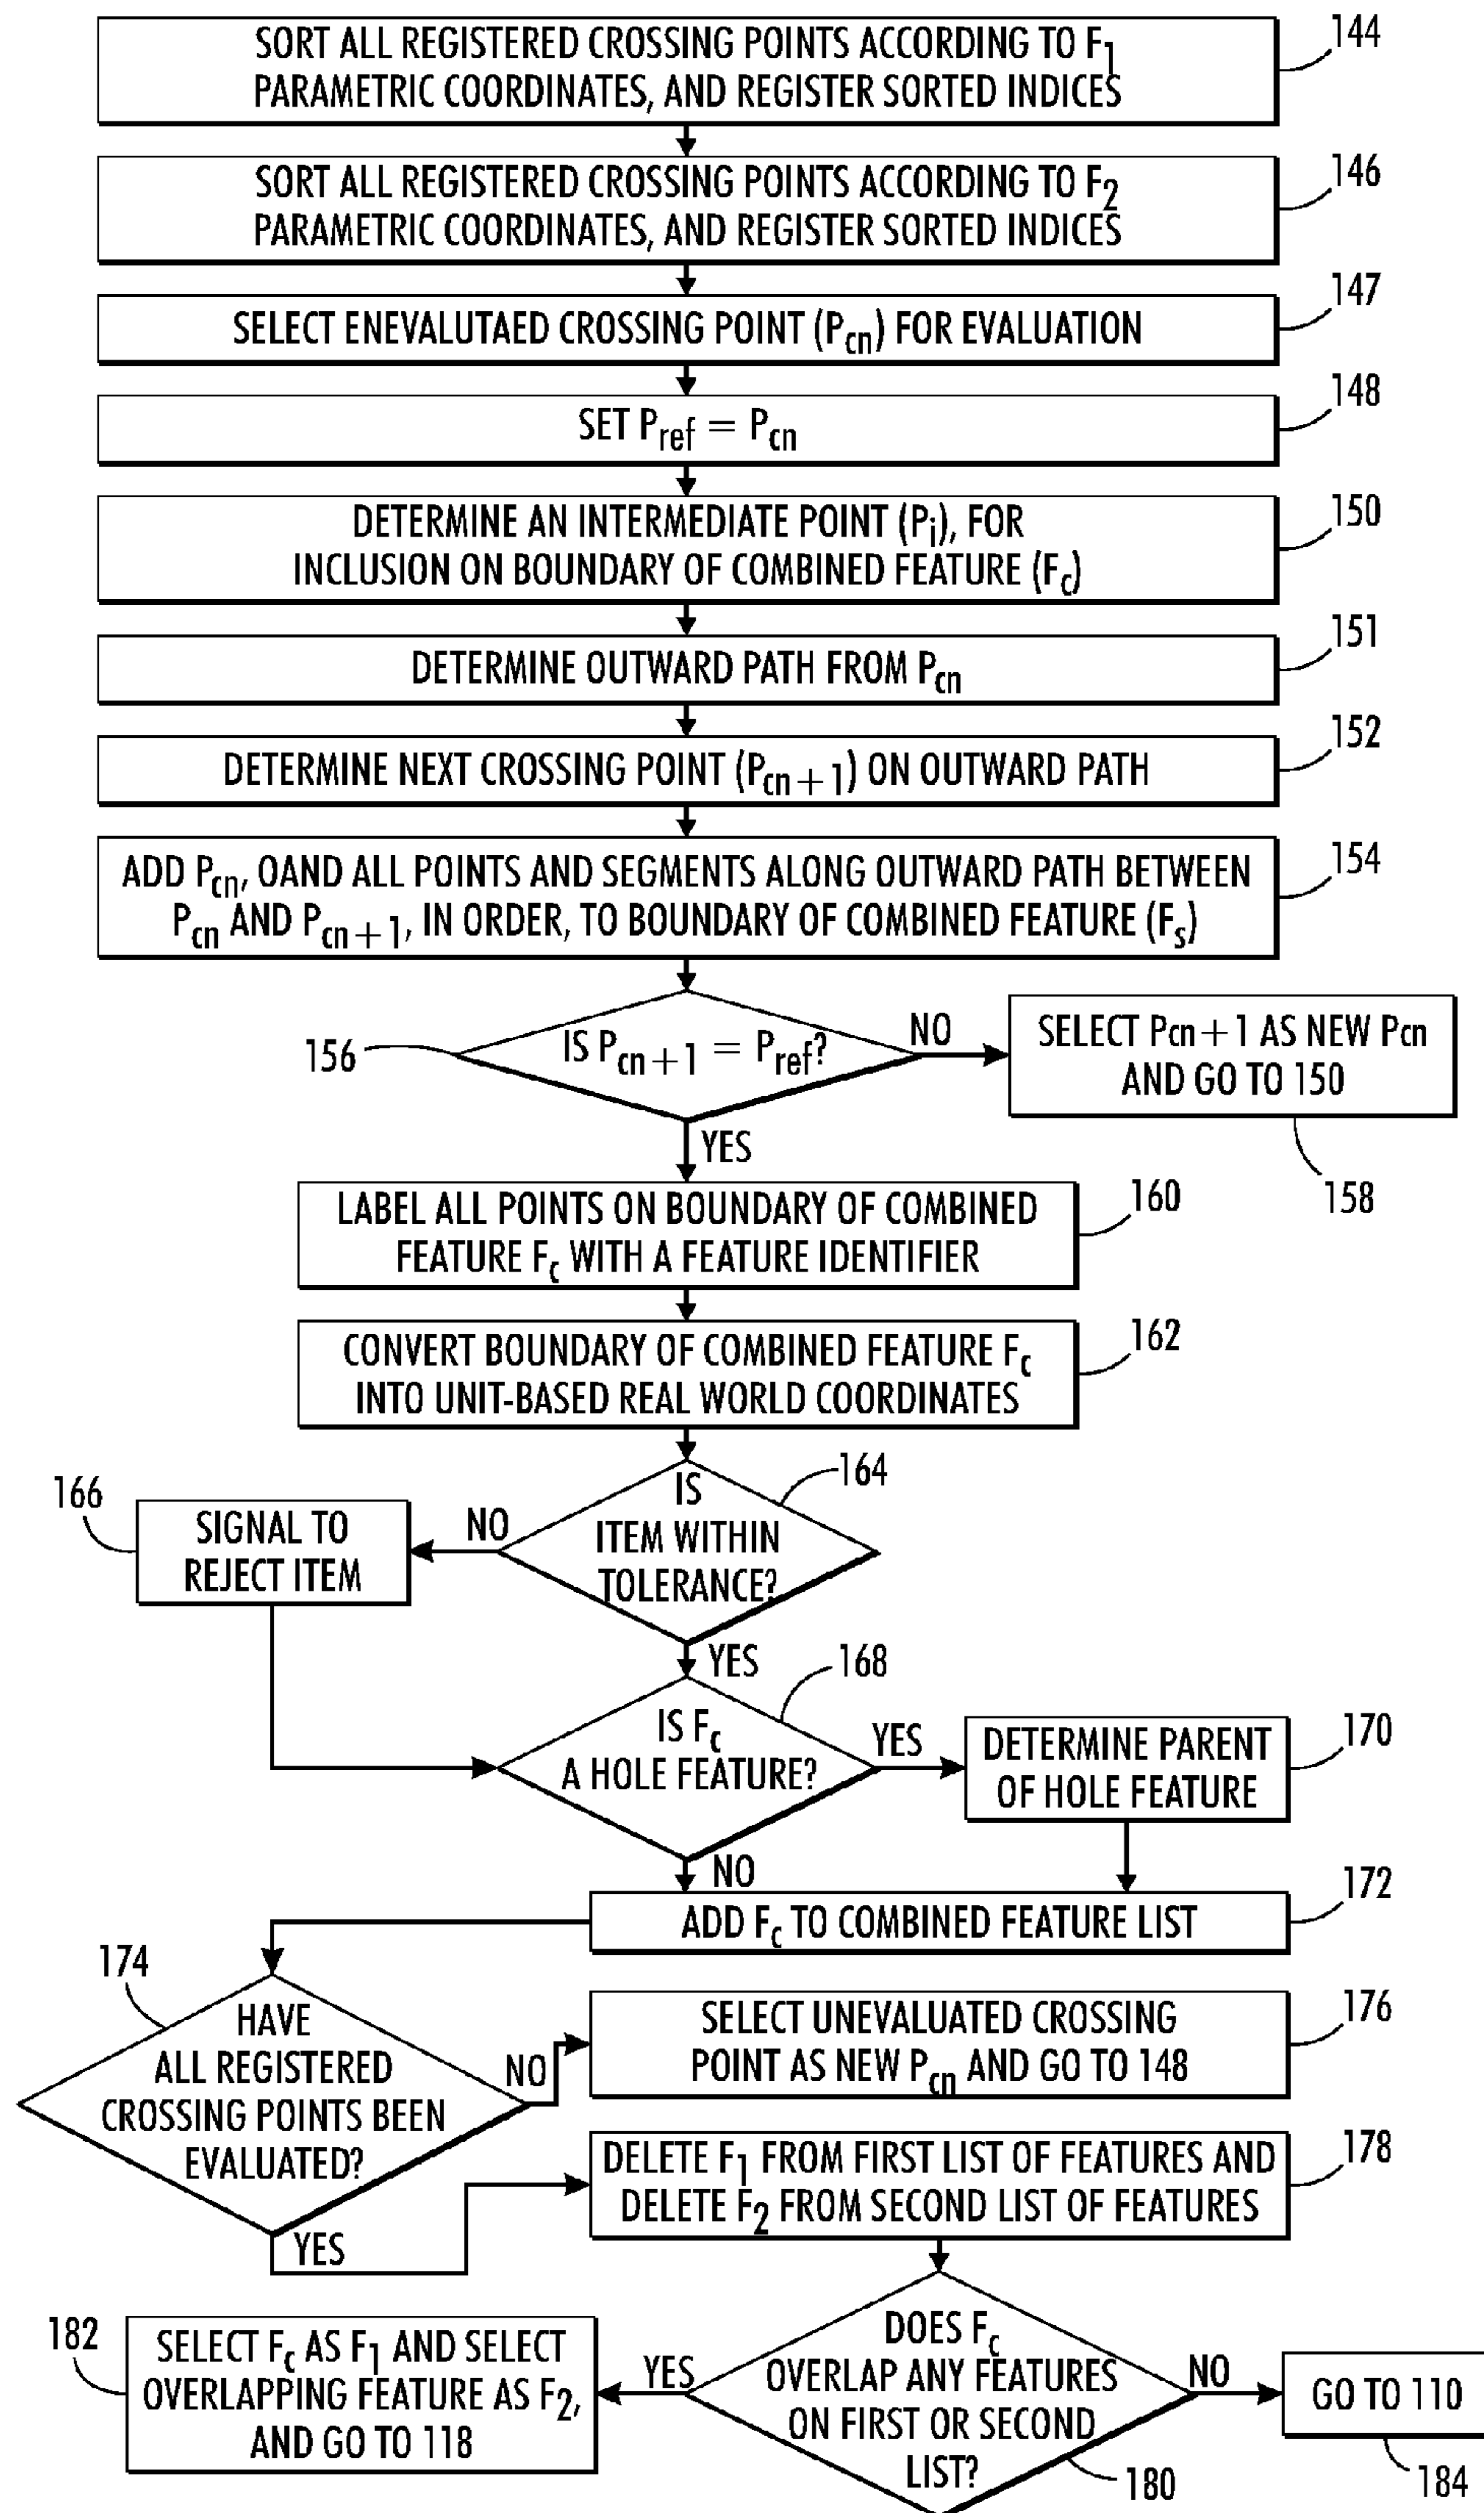 SORT ALL REGISTERED CROSSING POINTS ACCORDING TO F1
PARAMETRIC COORDINATES, AND REGISTER SORTED INDICES
144
SORT ALL REGISTERED CROSSING POINTS ACCORDING TO F2
PARAMETRIC COORDINATES, AND REGISTER SORTED INDICES
146
SELECT ENEVALUTAED CROSSING POINT (Pcn) FOR EVALUATION
147
SET Pref = Pcn
148
DETERMINE AN INTERMEDIATE POINT (Pi), FOR
INCLUSION ON BOUNDARY OF COMBINED FEATURE (Fc)
150
DETERMINE OUTWARD PATH FROM Pcn
151
DETERMINE NEXT CROSSING POINT (Pcn+1) ON OUTWARD PATH
152
ADD Pcn, OAND ALL POINTS AND SEGMENTS ALONG OUTWARD PATH BETWEEN
Pcn AND Pcn+1, IN ORDER, TO BOUNDARY OF COMBINED FEATURE (Fs)
154
156
IS Pcn+1 = Pref?
NO
SELECT Pcn+1 AS NEW Pcn
AND GO TO 150
158
YES
LABEL ALL POINTS ON BOUNDARY OF COMBINED
FEATURE Fc WITH A FEATURE IDENTIFIER
160
CONVERT BOUNDARY OF COMBINED FEATURE Fc
INTO UNIT-BASED REAL WORLD COORDINATES
162
IS
ITEM WITHIN
TOLERANCE?
164
NO
SIGNAL TO
REJECT ITEM
166
YES
IS Fc
A HOLE FEATURE?
168
YES
DETERMINE PARENT
OF HOLE FEATURE
170
NO
ADD Fc TO COMBINED FEATURE LIST
172
174
HAVE
ALL REGISTERED
CROSSING POINTS BEEN
EVALUATED?
NO
SELECT UNEVALUATED CROSSING
POINT AS NEW Pcn AND GO TO 148
176
YES
DELETE F1 FROM FIRST LIST OF FEATURES AND
DELETE F2 FROM SECOND LIST OF FEATURES
178
DOES Fc
OVERLAP ANY FEATURES
ON FIRST OR SECOND
LIST?
180
YES
SELECT Fc AS F1 AND SELECT
OVERLAPPING FEATURE AS F2,
AND GO TO 118
182
NO
GO TO 110
184